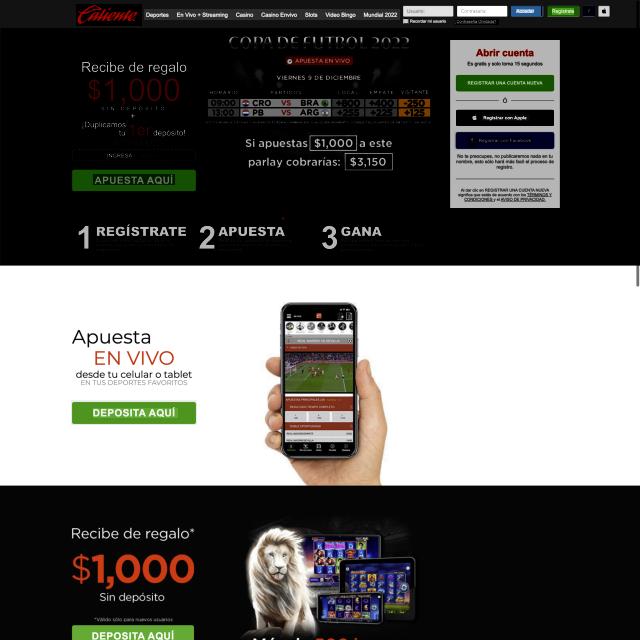 Caliente
Deportes En Vivo + Streaming Casino Casino Envivo Slots Video Bingo Mundial 2022
Usuario: Contraseña: Acceder Regístrate
Recordar mi usuario
COPA DE FUTBOL 2022
APUESTA EN VIVO
VIERNES 9 DE DICIEMBRE
HORARIO PARTIDOS LOCAL EMPATE VISITANTE
09:00 CRO VS BRA +800 +400 -250
13:00 PB VS ARG +255 +225 +125
Si apuestas $1,000 a este
parlay cobrarías: $3,150
Recibe de regalo
$1,000
SIN DEPÓSITO
+
¡Duplicamos
tu 1er depósito!
INGRESA
APUESTA AQUÍ
Abrir cuenta
Es gratis y solo toma 15 segundos
REGISTRAR UNA CUENTA NUEVA
Ó
Registrar con Apple
Registrar con Facebook
No te preocupes, no publicaremos nada en tu
nombre, esto sólo hará más fácil el proceso de
registro.
Al dar clic en REGISTRAR UNA CUENTA NUEVA
significa que estás de acuerdo con los TÉRMINOS Y
CONDICIONES y el AVISO DE PRIVACIDAD.
1 REGÍSTRATE 2 APUESTA 3 GANA
Apuesta
EN VIVO
desde tu celular o tablet
EN TUS DEPORTES FAVORITOS
DEPOSITA AQUÍ
Recibe de regalo*
$1,000
Sin depósito
*Válido sólo para nuevos usuarios
DEPOSITA AQUÍ